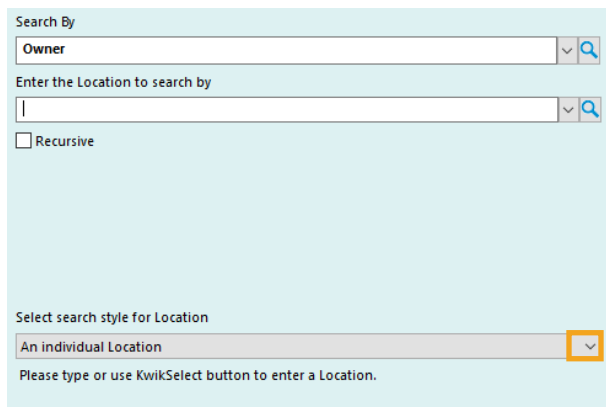 Search By
Owner
Enter the Location to search by
Recursive
Select search style for Location
An individual Location
Please type or use KwikSelect button to enter a Location.